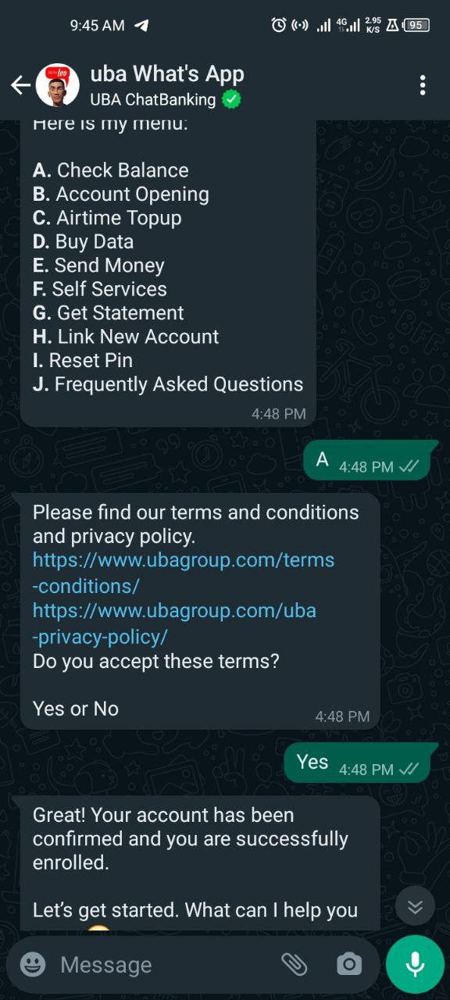 9:45 AM
4G
2.95
K/S
95
uba What's App
UBA ChatBanking
Here is my menu:
A. Check Balance
B. Account Opening
C. Airtime Topup
D. Buy Data
E. Send Money
F. Self Services
G. Get Statement
H. Link New Account
I. Reset Pin
J. Frequently Asked Questions
4:48 PM
A 4:48 PM
Please find our terms and conditions
and privacy policy.
https://www.ubagroup.com/terms
-conditions/
https://www.ubagroup.com/uba
-privacy-policy/
Do you accept these terms?
Yes or No
4:48 PM
Yes 4:48 PM
Great! Your account has been
confirmed and you are successfully
enrolled.
Let's get started. What can I help you
Message